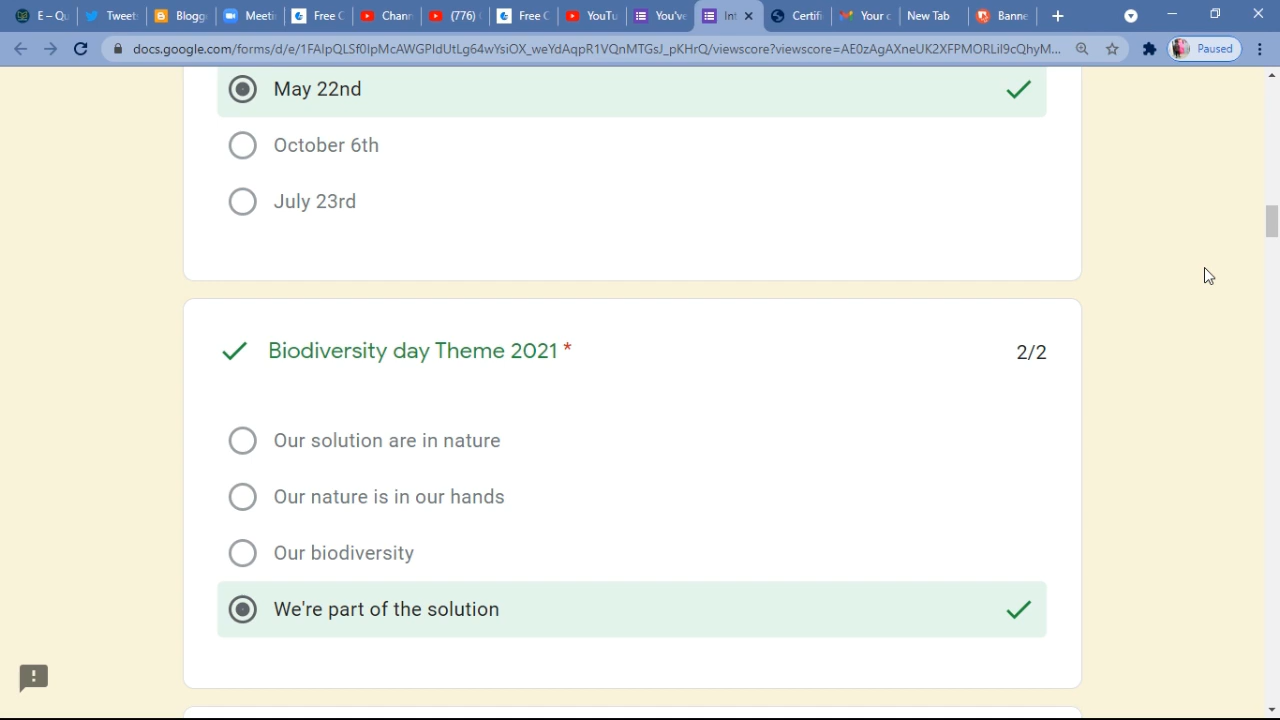 E – Qu
Tweet
Blogg
Meeti
Free C
Chann
(776)
Free C
YouTu
You've
Int
Certifi
Your c
New Tab
Banne
docs.google.com/forms/d/e/1FAIpQLSf0IpMcAWGPIdUtLg64wYsiOX_weYdAqpR1VQnMTGsJ_pKHrQ/viewscore?viewscore=AE0zAgAXneUK2XFPMORLil9cQhyM...
Paused
May 22nd
October 6th
July 23rd
Biodiversity day Theme 2021 *
2/2
Our solution are in nature
Our nature is in our hands
Our biodiversity
We're part of the solution